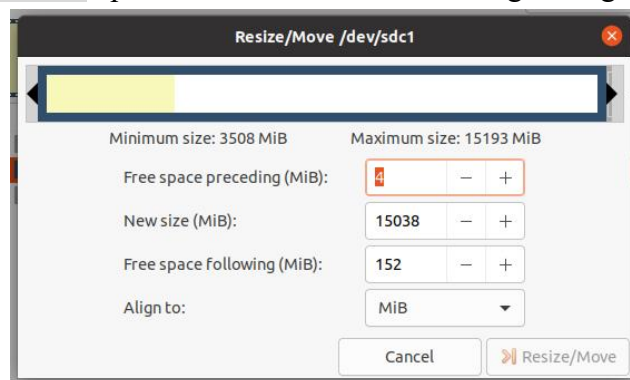 Resize/Move /dev/sdc1
Minimum size: 3508 MiB Maximum size: 15193 MiB
Free space preceding (MiB): 4 − +
New size (MiB): 15038 − +
Free space following (MiB): 152 − +
Align to: MiB
Cancel Resize/Move